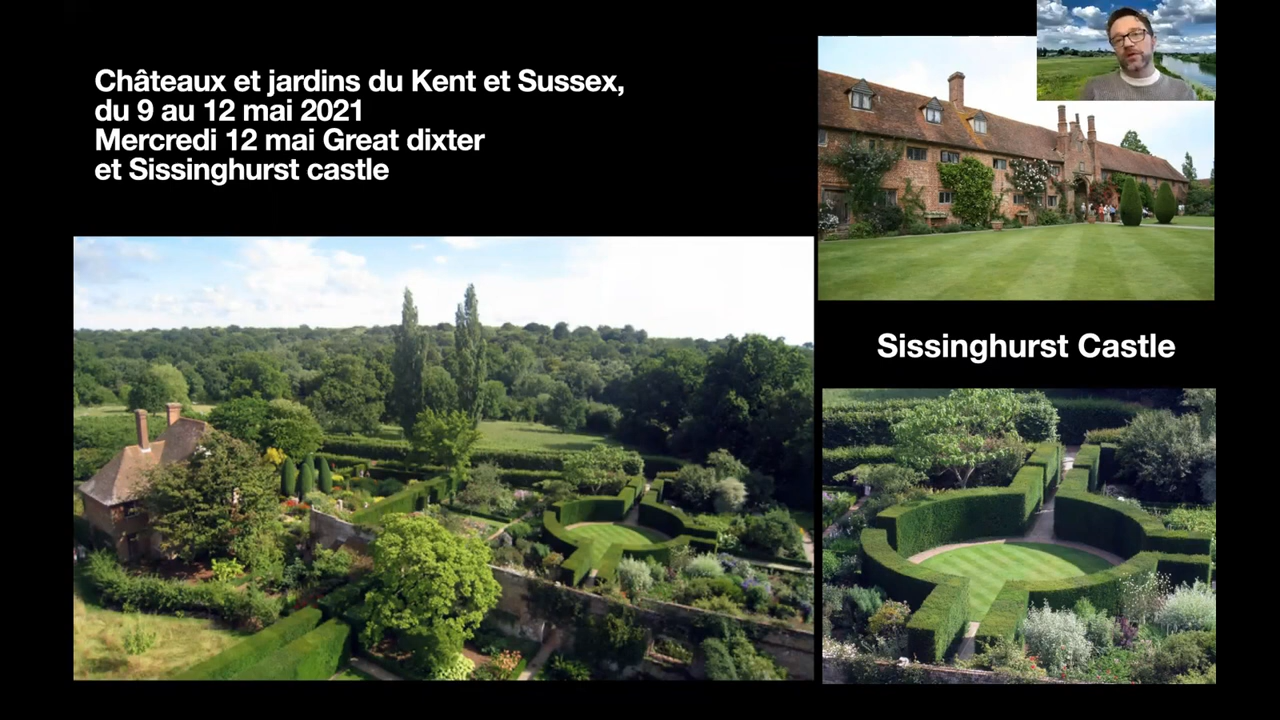 Châteaux et jardins du Kent et Sussex,
du 9 au 12 mai 2021
Mercredi 12 mai Great dixter
et Sissinghurst castle
Sissinghurst Castle